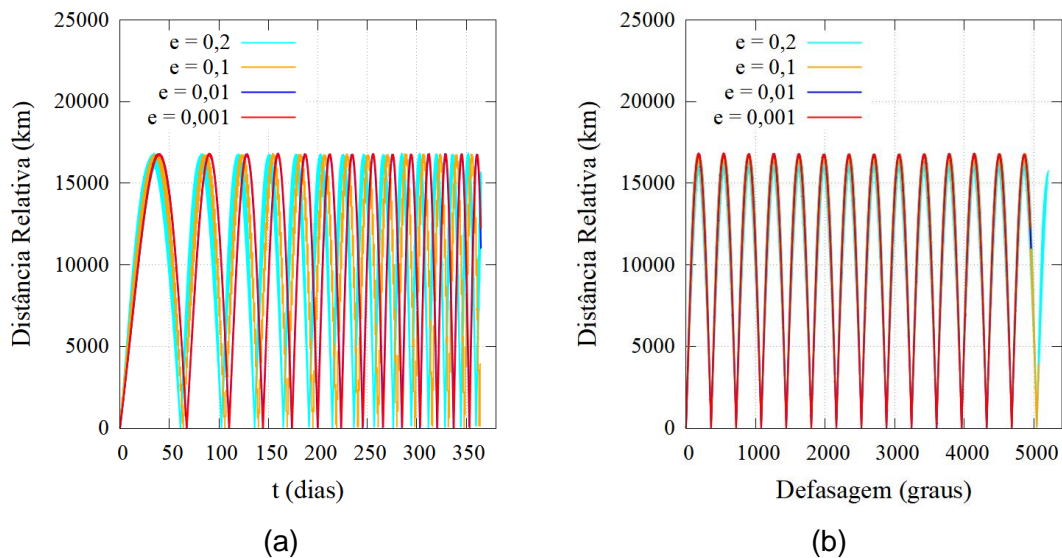 25000
20000
15000
10000
5000
0
Distância Relativa (km)
e = 0,2
e = 0,1
e = 0,01
e = 0,001
0 50 100 150 200 250 300 350
t (dias)
(a)
25000
20000
15000
10000
5000
0
Distância Relativa (km)
e = 0,2
e = 0,1
e = 0,01
e = 0,001
0 1000 2000 3000 4000 5000
Defasagem (graus)
(b)